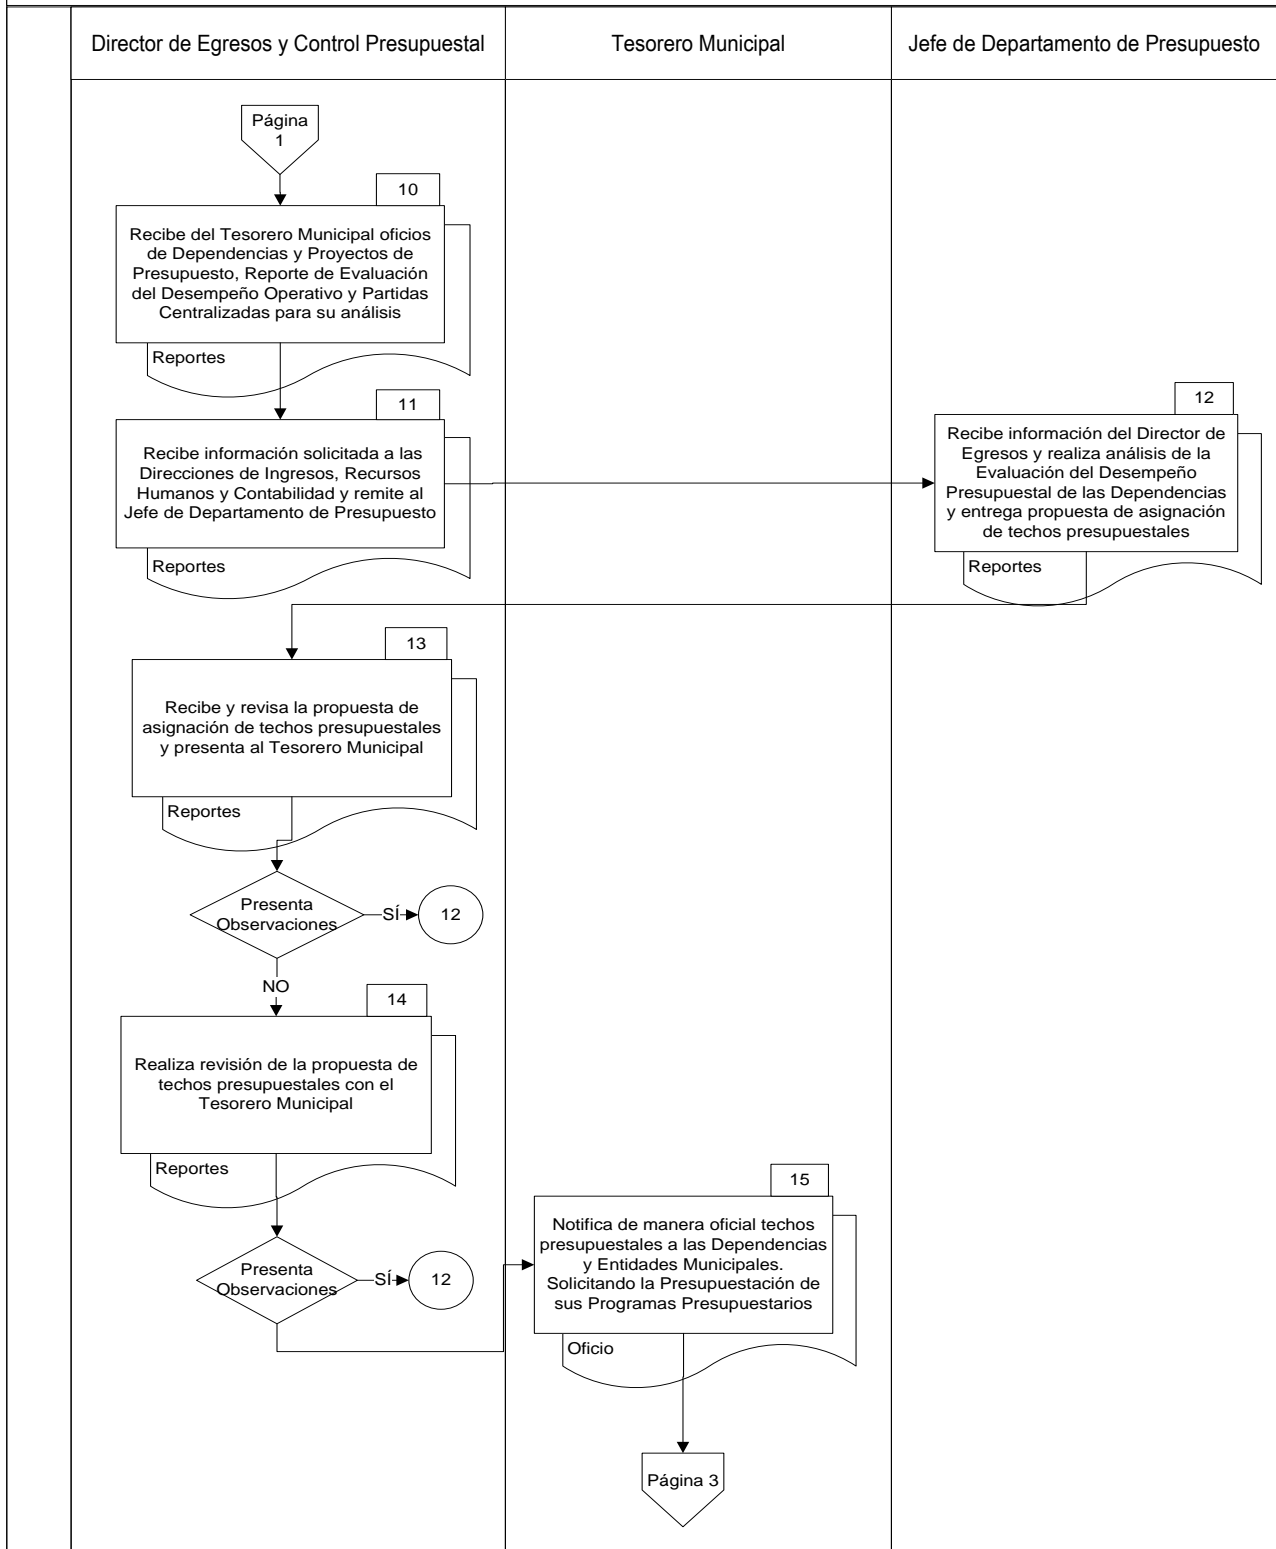 Director de Egresos y Control Presupuestal
Tesorero Municipal
Jefe de Departamento de Presupuesto
Página
1
10
Recibe del Tesorero Municipal oficios
de Dependencias y Proyectos de
Presupuesto, Reporte de Evaluación
del Desempeño Operativo y Partidas
Centralizadas para su análisis
Reportes
11
Recibe información solicitada a las
Direcciones de Ingresos, Recursos
Humanos y Contabilidad y remite al
Jefe de Departamento de Presupuesto
Reportes
12
Recibe información del Director de
Egresos y realiza análisis de la
Evaluación del Desempeño
Presupuestal de las Dependencias
y entrega propuesta de asignación
de techos presupuestales
Reportes
13
Recibe y revisa la propuesta de
asignación de techos presupuestales
y presenta al Tesorero Municipal
Reportes
Presenta
Observaciones
SÍ
12
NO
14
Realiza revisión de la propuesta de
techos presupuestales con el
Tesorero Municipal
Reportes
Presenta
Observaciones
SÍ
12
15
Notifica de manera oficial techos
presupuestales a las Dependencias
y Entidades Municipales.
Solicitando la Presupuestación de
sus Programas Presupuestarios
Oficio
Página 3